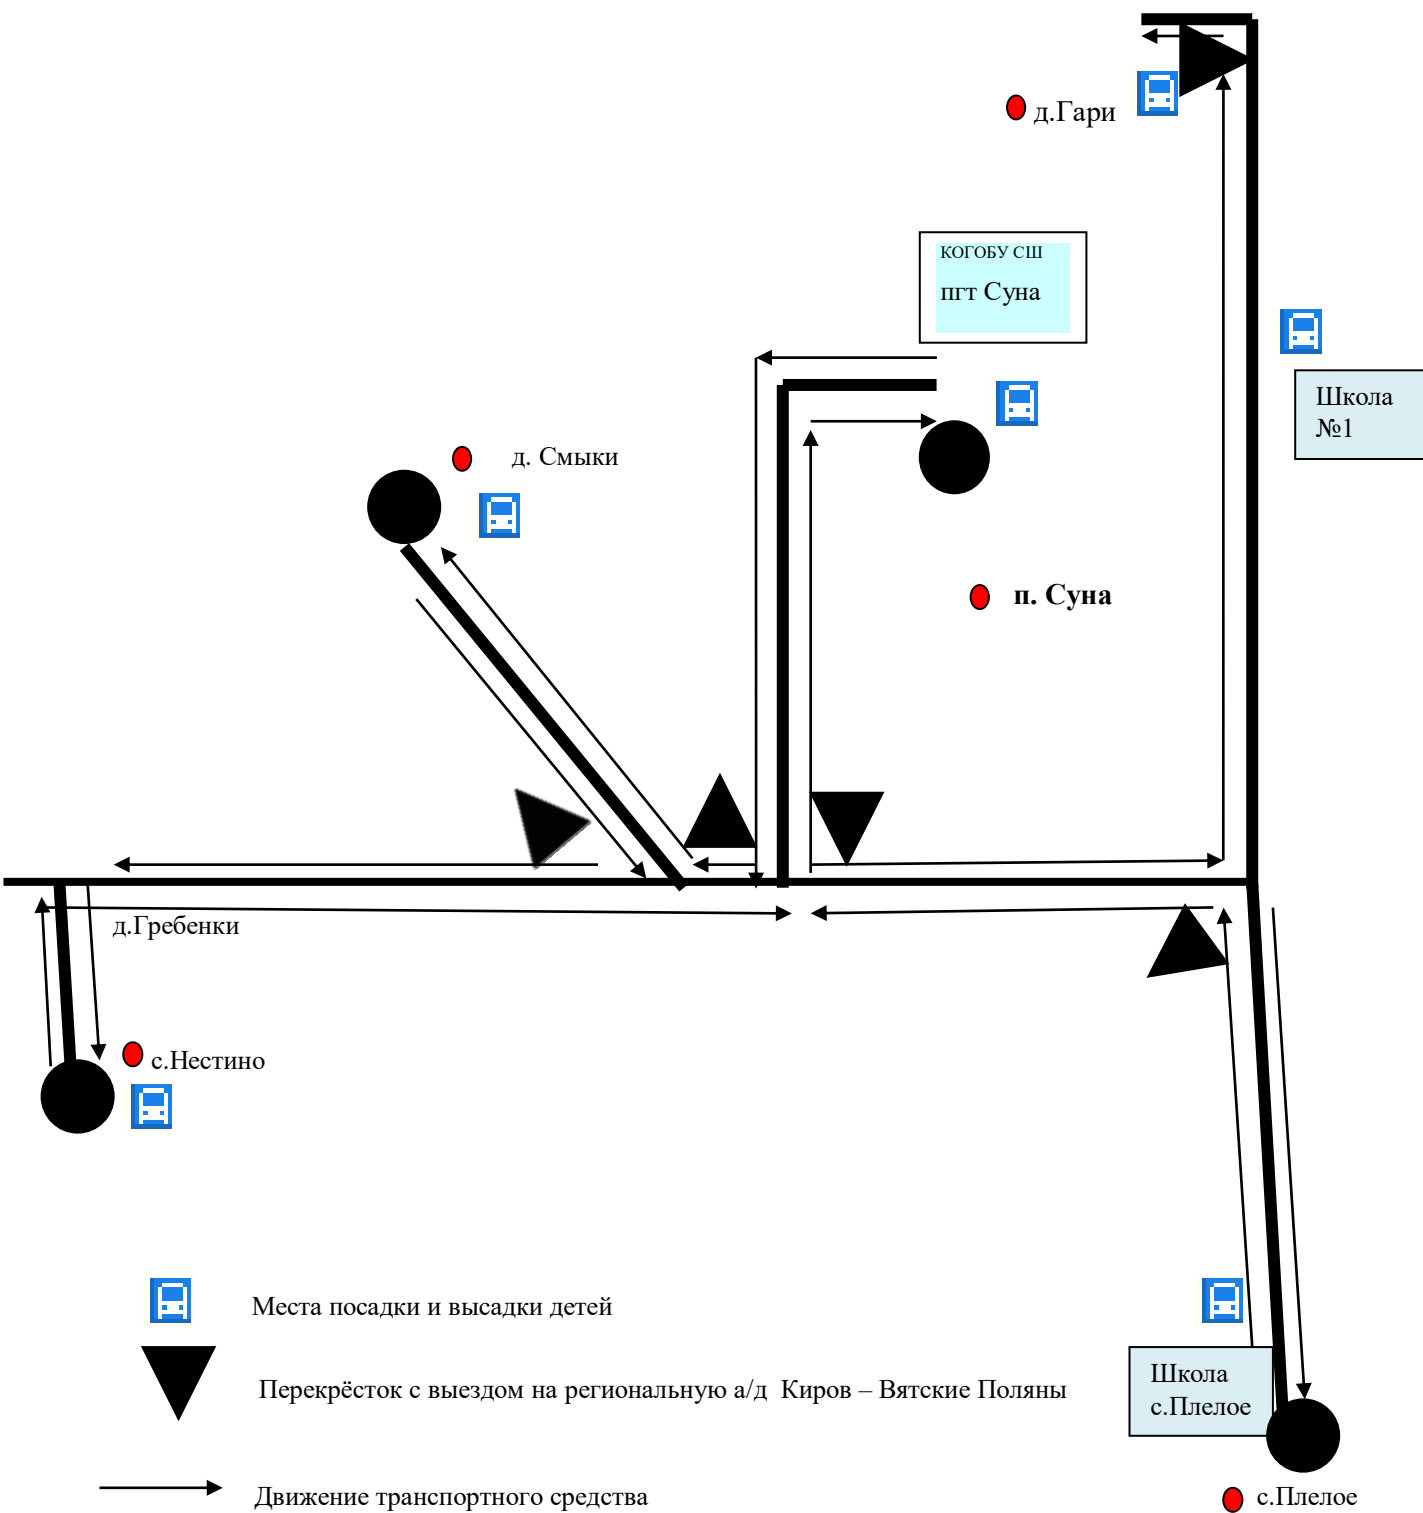 д.Гари
КОГОБУ СШ
пгт Суна
Школа
№1
д. Смыки
п. Суна
д.Гребенки
с.Нестино
Места посадки и высадки детей
Школа
с.Плелое
Перекрёсток с выездом на региональную а/д Киров – Вятские Поляны
Движение транспортного средства
с.Плелое